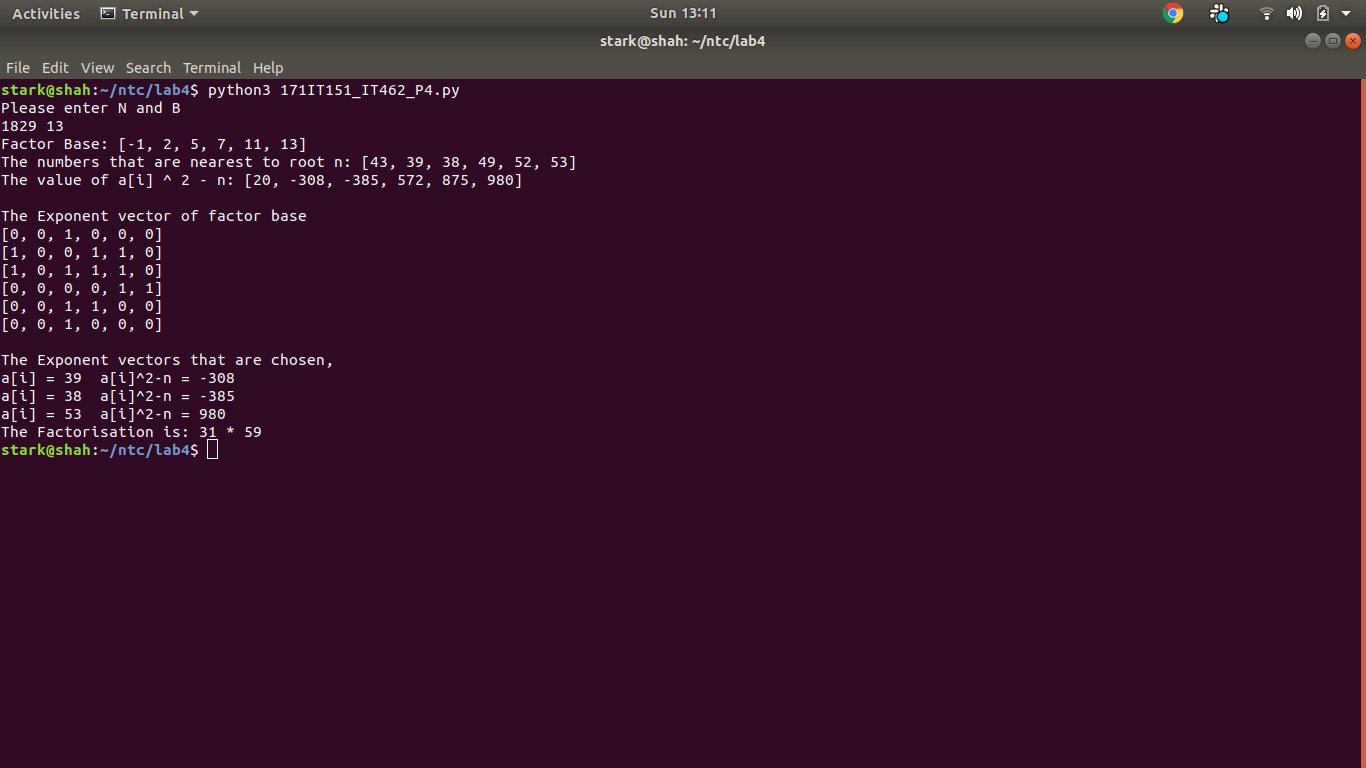 Activities Terminal Sun 13:11
stark@shah: ~/ntc/lab4
File Edit View Search Terminal Help
stark@shah:~/ntc/lab4$ python3 171IT151_IT462_P4.py
Please enter N and B
1829 13
Factor Base: [-1, 2, 5, 7, 11, 13]
The numbers that are nearest to root n: [43, 39, 38, 49, 52, 53]
The value of a[i] ^ 2 - n: [20, -308, -385, 572, 875, 980]
The Exponent vector of factor base
[0, 0, 1, 0, 0, 0]
[1, 0, 0, 1, 1, 0]
[1, 0, 1, 1, 1, 0]
[0, 0, 0, 0, 1, 1]
[0, 0, 1, 1, 0, 0]
[0, 0, 1, 0, 0, 0]
The Exponent vectors that are chosen,
a[i] = 39  a[i]^2-n = -308
a[i] = 38  a[i]^2-n = -385
a[i] = 53  a[i]^2-n = 980
The Factorisation is: 31 * 59
stark@shah:~/ntc/lab4$